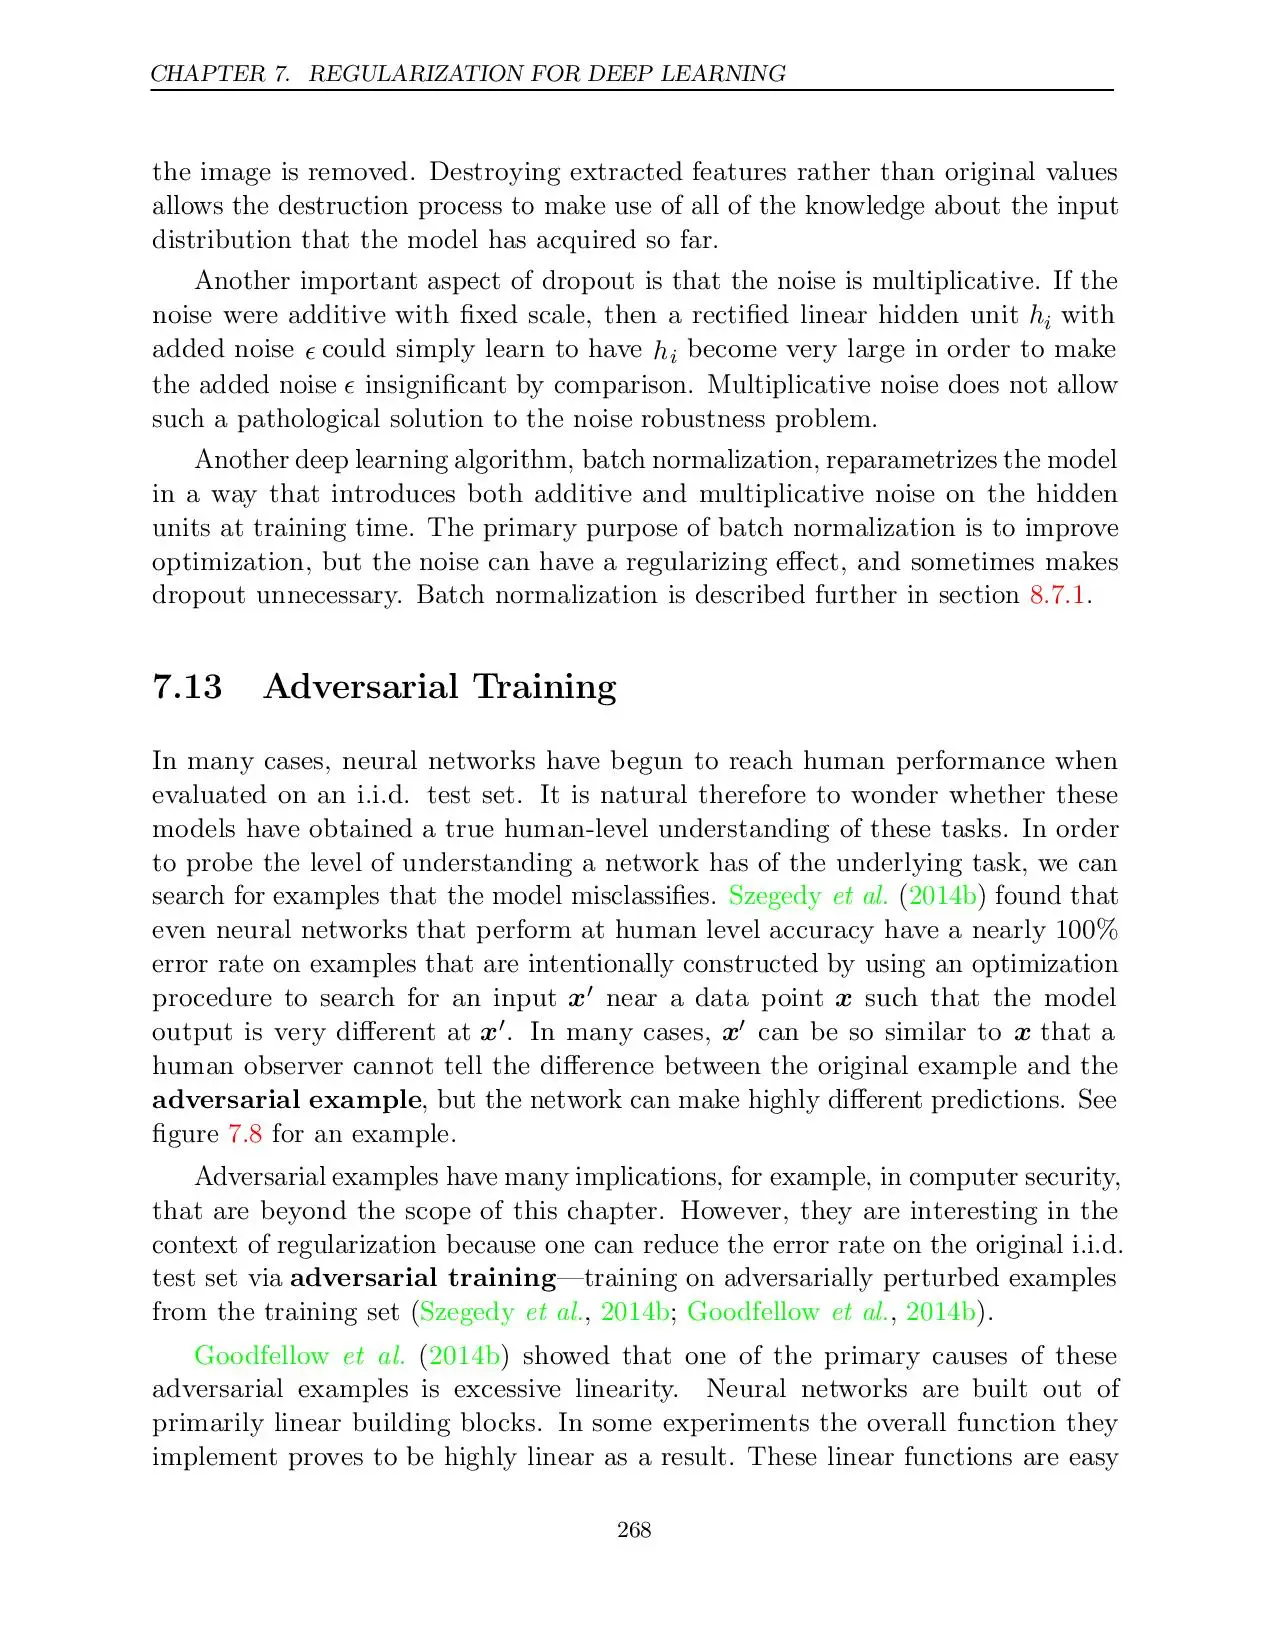 CHAPTER 7. REGULARIZATION FOR DEEP LEARNING
the image is removed. Destroying extracted features rather than original values
allows the destruction process to make use of all of the knowledge about the input
distribution that the model has acquired so far.
Another important aspect of dropout is that the noise is multiplicative. If the
noise were additive with fixed scale, then a rectified linear hidden unit hᵢ with
added noise ϵ could simply learn to have hᵢ become very large in order to make
the added noise ϵ insignificant by comparison. Multiplicative noise does not allow
such a pathological solution to the noise robustness problem.
Another deep learning algorithm, batch normalization, reparametrizes the model
in a way that introduces both additive and multiplicative noise on the hidden
units at training time. The primary purpose of batch normalization is to improve
optimization, but the noise can have a regularizing effect, and sometimes makes
dropout unnecessary. Batch normalization is described further in section 8.7.1.
7.13 Adversarial Training
In many cases, neural networks have begun to reach human performance when
evaluated on an i.i.d. test set. It is natural therefore to wonder whether these
models have obtained a true human-level understanding of these tasks. In order
to probe the level of understanding a network has of the underlying task, we can
search for examples that the model misclassifies. Szegedy et al. (2014b) found that
even neural networks that perform at human level accuracy have a nearly 100%
error rate on examples that are intentionally constructed by using an optimization
procedure to search for an input x′ near a data point x such that the model
output is very different at x′. In many cases, x′ can be so similar to x that a
human observer cannot tell the difference between the original example and the
adversarial example, but the network can make highly different predictions. See
figure 7.8 for an example.
Adversarial examples have many implications, for example, in computer security,
that are beyond the scope of this chapter. However, they are interesting in the
context of regularization because one can reduce the error rate on the original i.i.d.
test set via adversarial training—training on adversarially perturbed examples
from the training set (Szegedy et al., 2014b; Goodfellow et al., 2014b).
Goodfellow et al. (2014b) showed that one of the primary causes of these
adversarial examples is excessive linearity. Neural networks are built out of
primarily linear building blocks. In some experiments the overall function they
implement proves to be highly linear as a result. These linear functions are easy
268